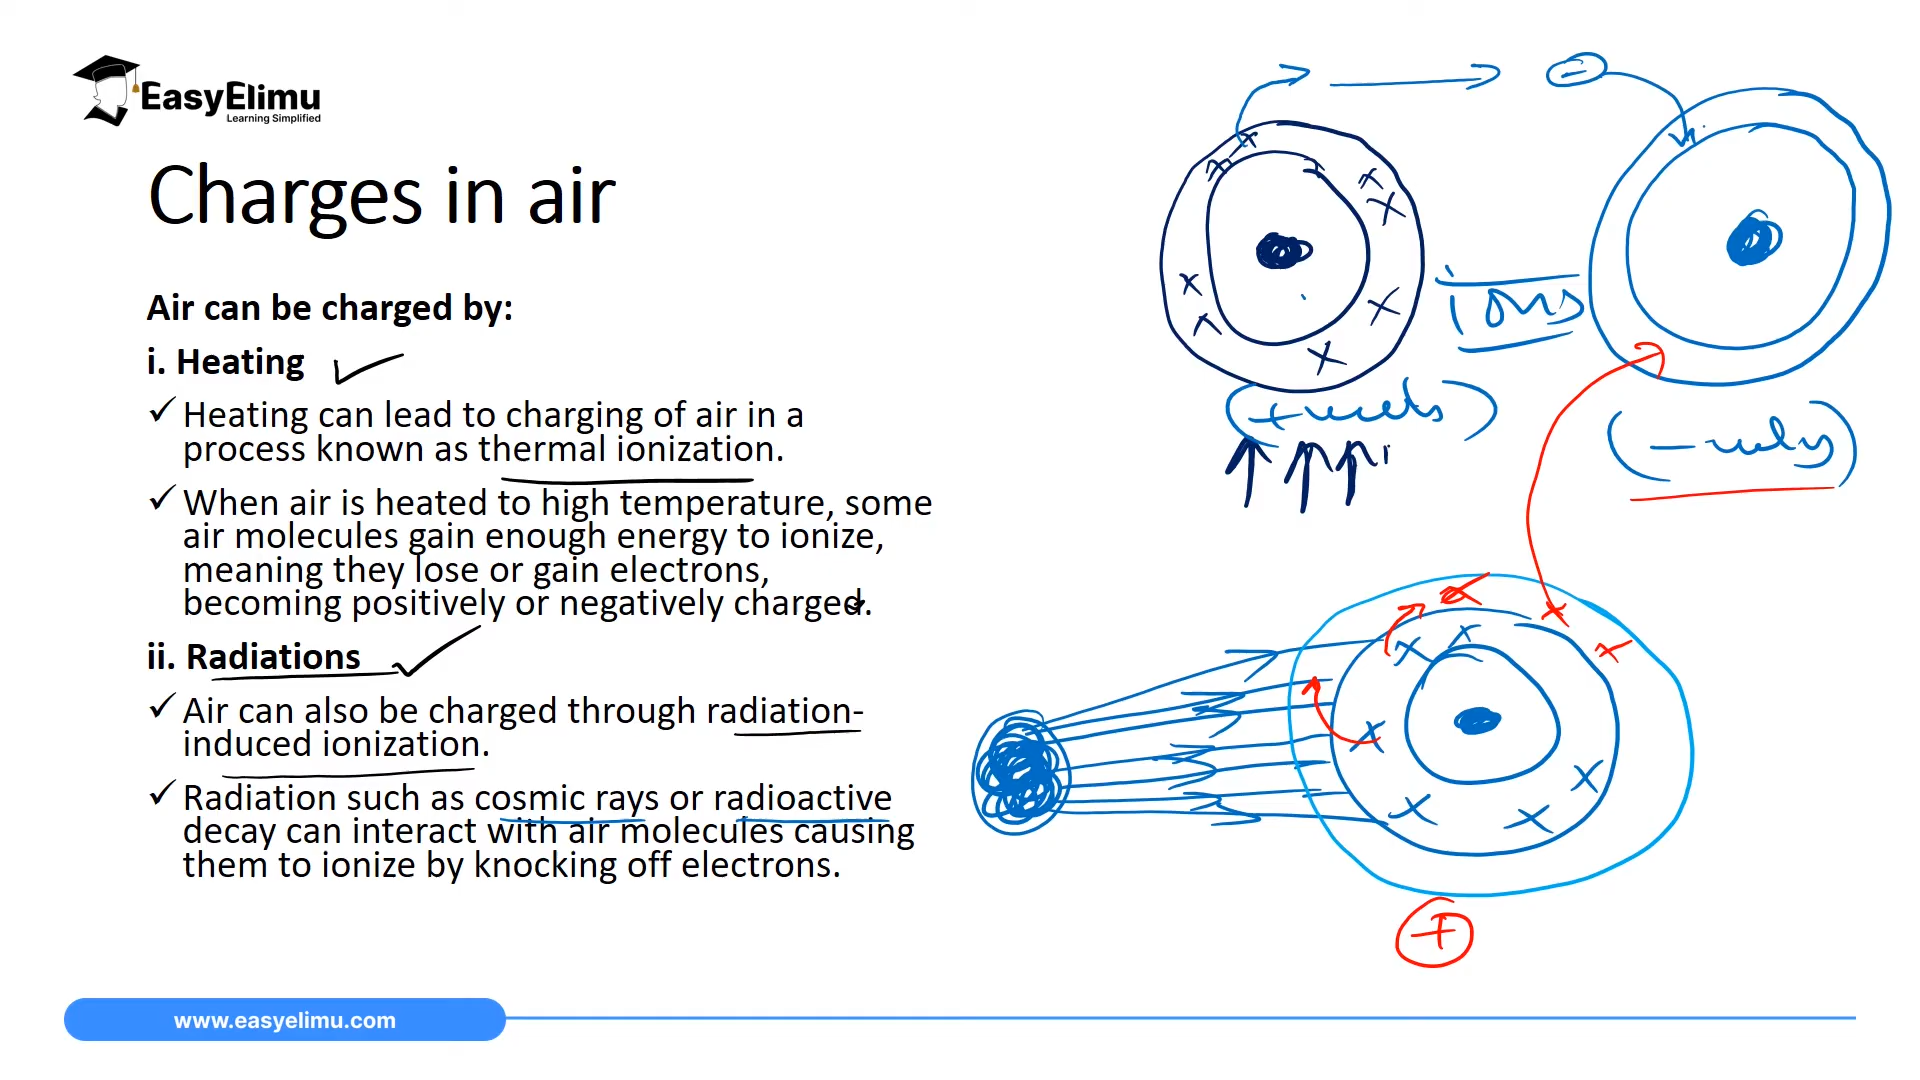 EasyElimu
Learning Simplified
Charges in air
Air can be charged by:
i. Heating
✓ Heating can lead to charging of air in a
process known as thermal ionization.
✓ When air is heated to high temperature, some
air molecules gain enough energy to ionize,
meaning they lose or gain electrons,
becoming positively or negatively charged.
ii. Radiations
✓ Air can also be charged through radiation-
induced ionization.
✓ Radiation such as cosmic rays or radioactive
decay can interact with air molecules causing
them to ionize by knocking off electrons.
ions
+
www.easyelimu.com